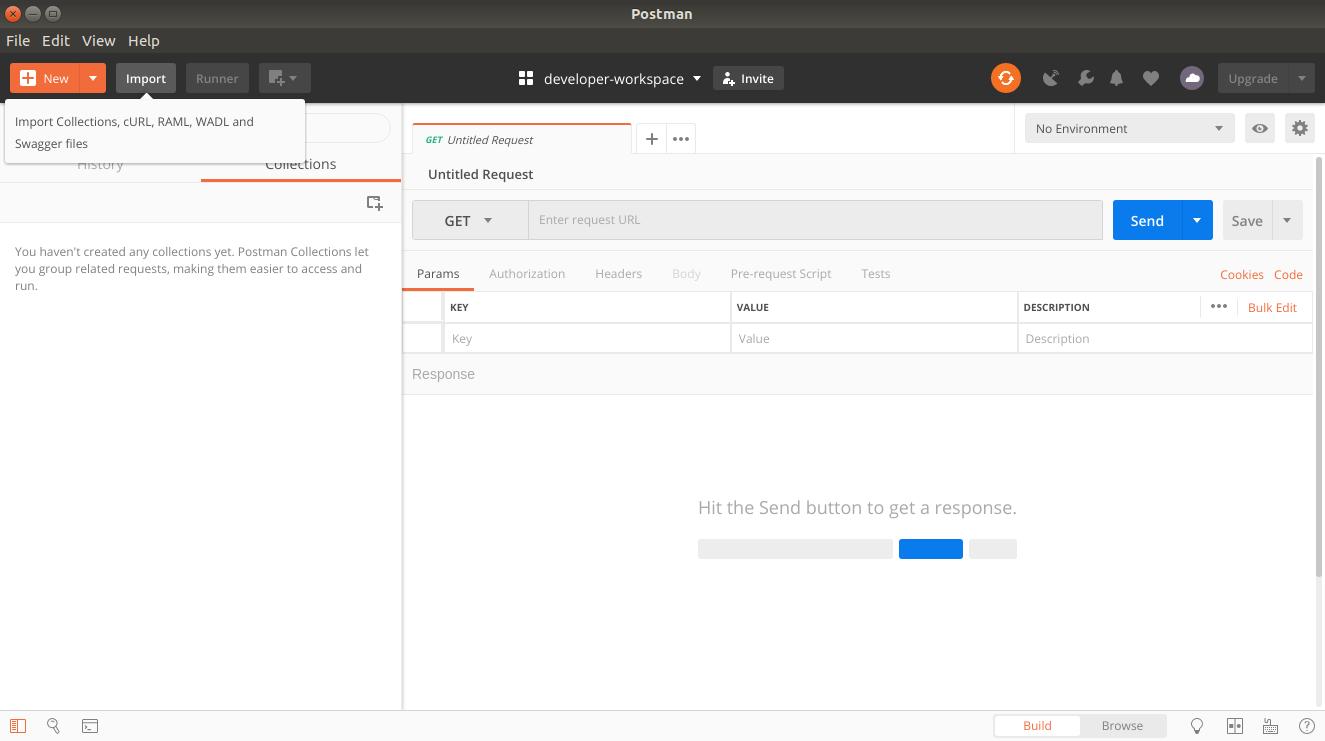 Postman
File Edit View Help
New
Import
Runner
developer-workspace
Invite
Upgrade
Import Collections, cURL, RAML, WADL and
Swagger files
History
Collections
You haven't created any collections yet. Postman Collections let
you group related requests, making them easier to access and
run.
GET Untitled Request
No Environment
Untitled Request
GET
Enter request URL
Send
Save
Params
Authorization
Headers
Body
Pre-request Script
Tests
Cookies
Code
KEY
VALUE
DESCRIPTION
Bulk Edit
Key
Value
Description
Response
Hit the Send button to get a response.
Build
Browse